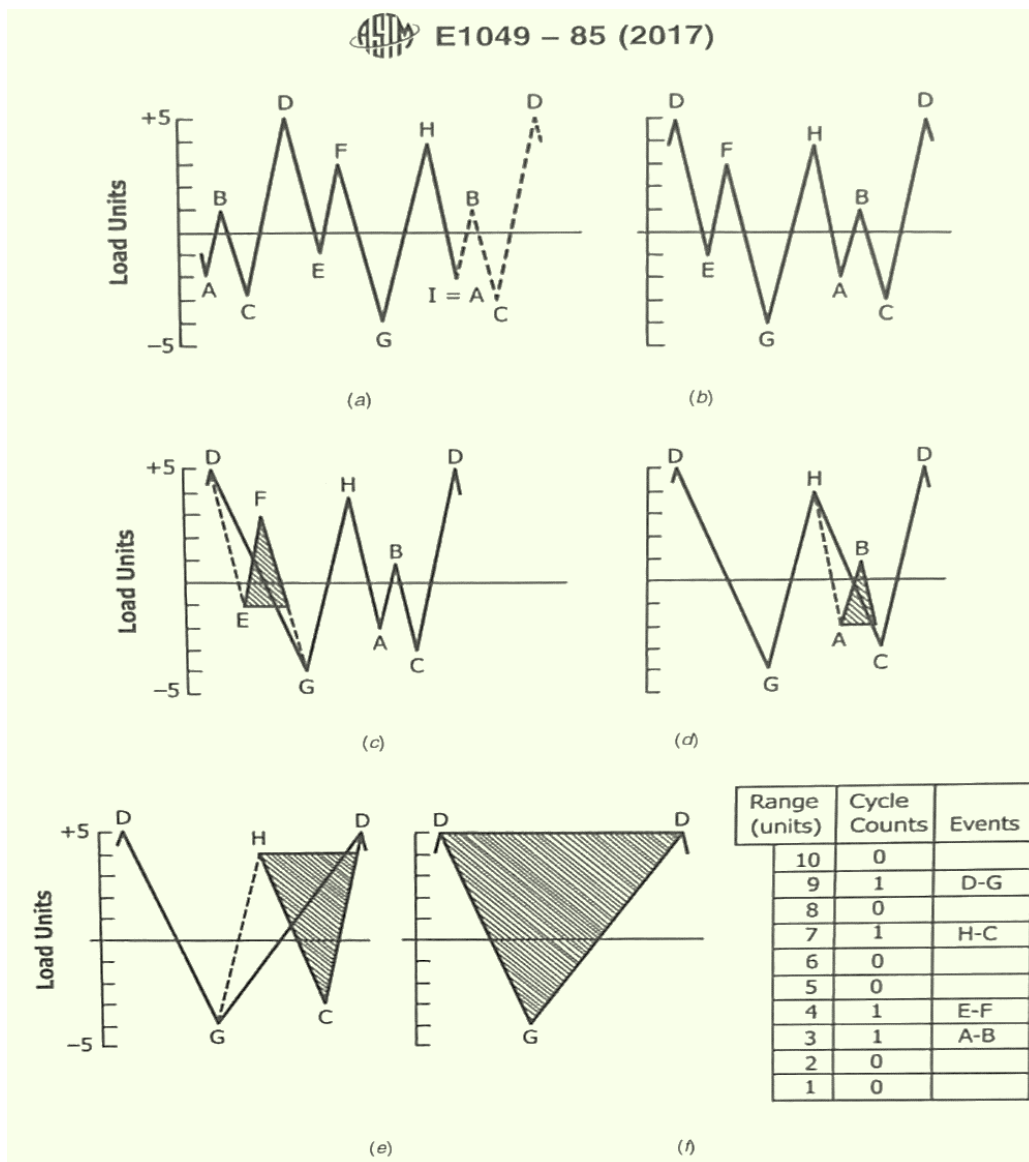 ASTM E1049 – 85 (2017)
D D D
+5
H H
F F
B B B
Load Units
A E I = A E A
C C C
G G
−5
(a) (b)
D D D D
+5
H H
F
B B
Load Units
E A A
C C
G G
−5
(c) (d)
D D D D
+5
H
Load Units
C
G G
−5
Range (units) Cycle Counts Events
10 0
9 1 D-G
8 0
7 1 H-C
6 0
5 0
4 1 E-F
3 1 A-B
2 0
1 0
(e) (f)